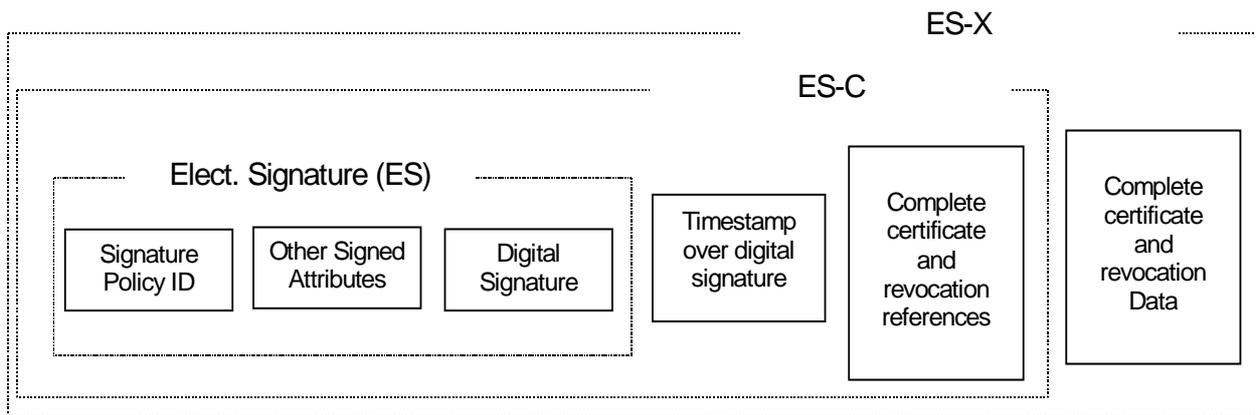 ES-X
ES-C
Elect. Signature (ES)
Signature
Policy ID
Other Signed
Attributes
Digital
Signature
Timestamp
over digital
signature
Complete
certificate
and
revocation
references
Complete
certificate
and
revocation
Data